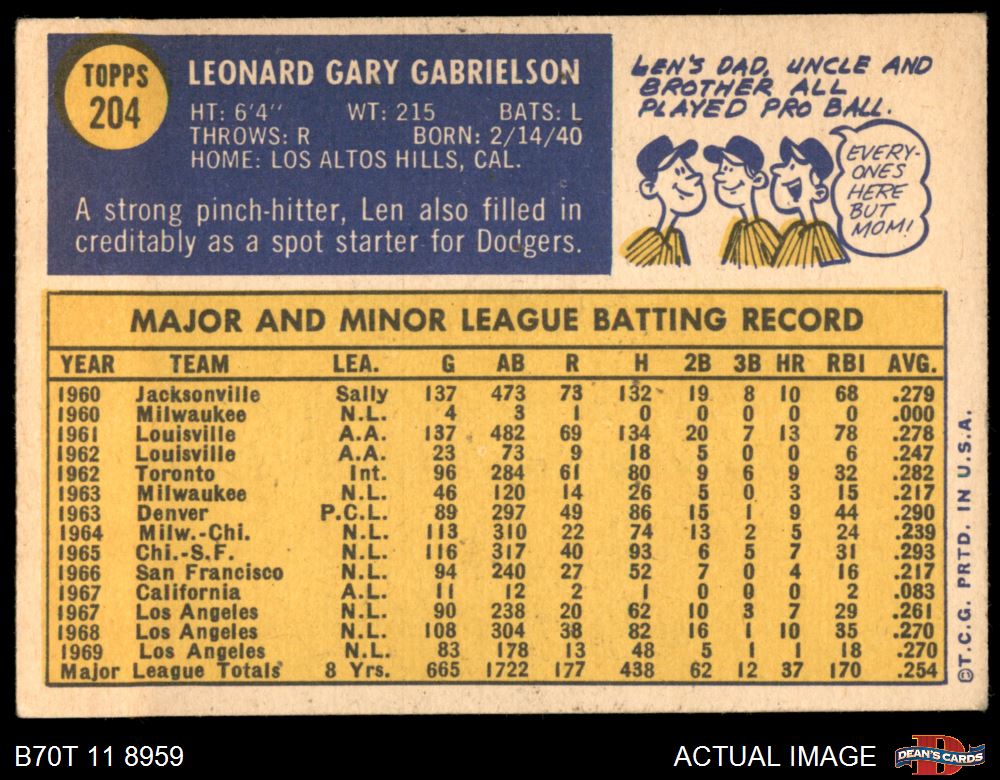 TOPPS
204
LEONARD GARY GABRIELSON
HT: 6'4" WT: 215 BATS: L
THROWS: R BORN: 2/14/40
HOME: LOS ALTOS HILLS, CAL.
A strong pinch-hitter, Len also filled in
creditably as a spot starter for Dodgers.
LEN'S DAD, UNCLE AND
BROTHER ALL
PLAYED PRO BALL.
EVERY-
ONES
HERE
BUT
MOM!
MAJOR AND MINOR LEAGUE BATTING RECORD
YEAR TEAM LEA. G AB R H 2B 3B HR RBI AVG.
1960 Jacksonville Sally 137 473 73 132 19 8 10 68 .279
1960 Milwaukee N.L. 4 3 1 0 0 0 0 0 .000
1961 Louisville A.A. 137 482 69 134 20 7 13 78 .278
1962 Louisville A.A. 23 73 9 18 5 0 0 6 .247
1962 Toronto Int. 96 284 61 80 9 6 9 32 .282
1963 Milwaukee N.L. 46 120 14 26 5 0 3 15 .217
1963 Denver P.C.L. 89 297 49 86 15 1 9 44 .290
1964 Milw.-Chi. N.L. 113 310 22 74 13 2 5 24 .239
1965 Chi.-S.F. N.L. 116 317 40 93 6 5 7 31 .293
1966 San Francisco N.L. 94 240 27 52 7 0 4 16 .217
1967 California A.L. 11 12 2 1 0 0 0 2 .083
1967 Los Angeles N.L. 90 238 20 62 10 3 7 29 .261
1968 Los Angeles N.L. 108 304 38 82 16 1 10 35 .270
1969 Los Angeles N.L. 83 178 13 48 5 1 1 18 .270
Major League Totals 8 Yrs. 665 1722 177 438 62 12 37 170 .254
©T.C.G. PRTD. IN U.S.A.
B70T 11 8959
ACTUAL IMAGE
D
DEAN'S CARDS